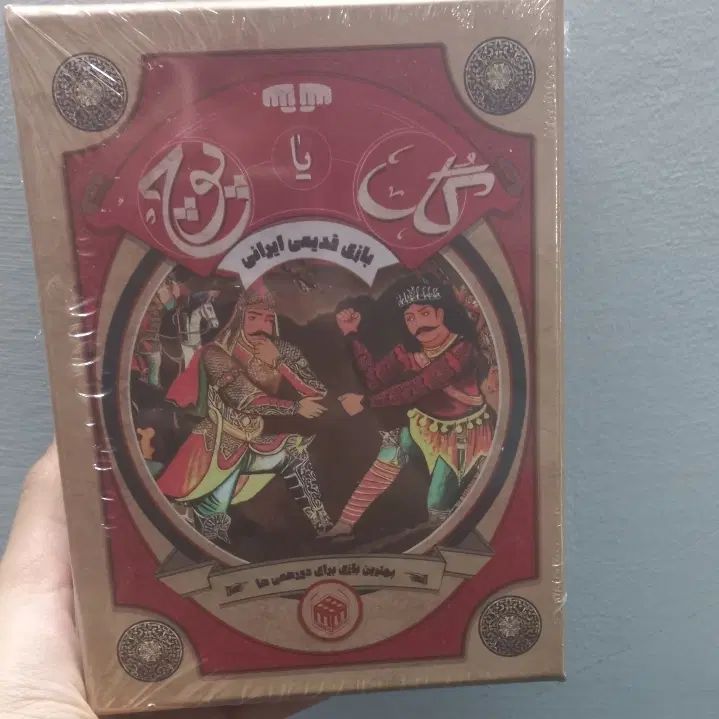 گل یا پوچ
بازی قدیمی ایرانی
بهترین بازی برای دورهمی ها